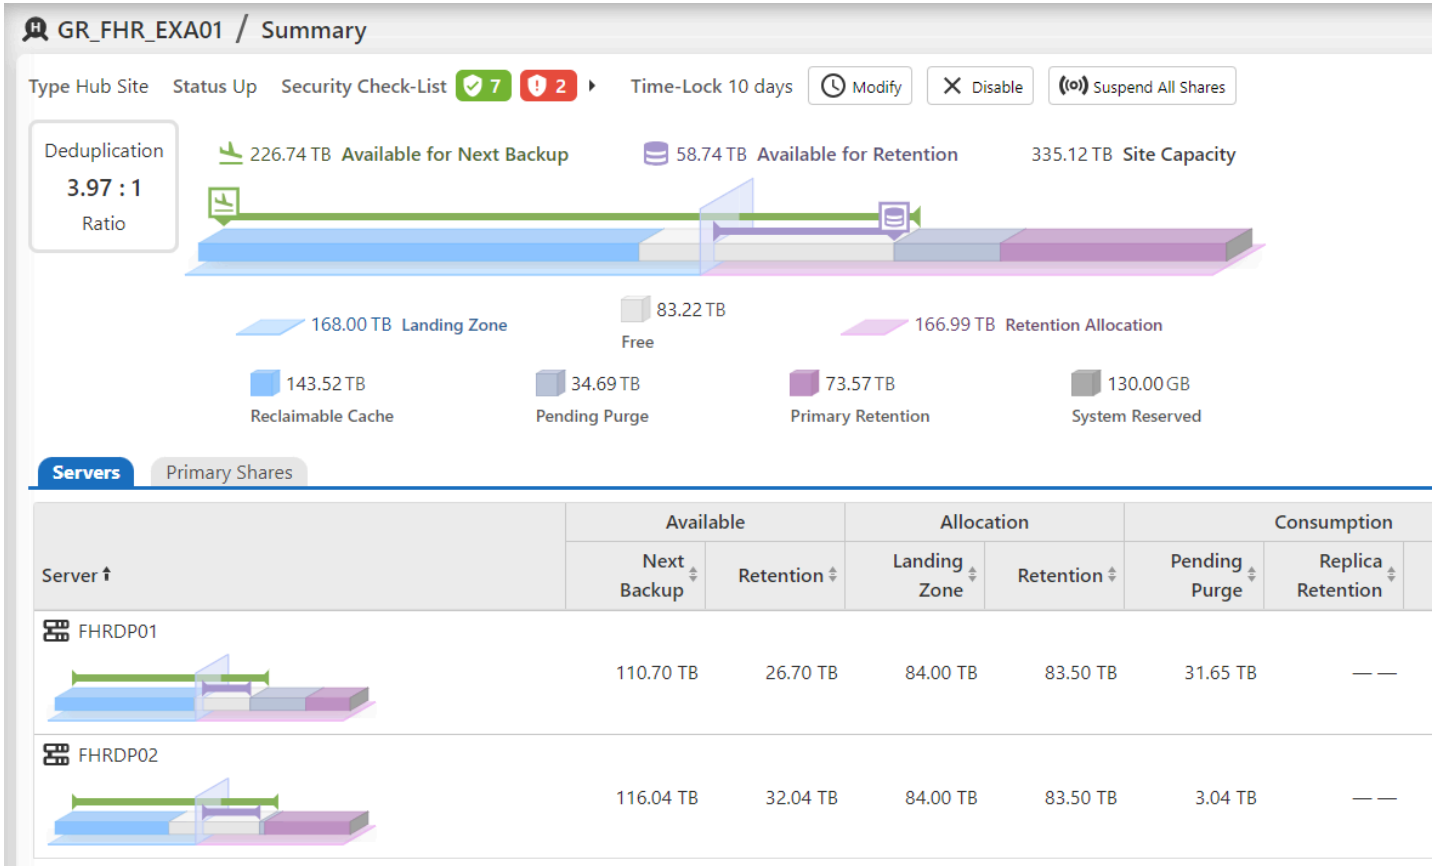 GR_FHR_EXA01 / Summary
Type Hub Site Status Up Security Check-List 7 2 Time-Lock 10 days Modify Disable Suspend All Shares
Deduplication
3.97 : 1
Ratio
226.74 TB Available for Next Backup 58.74 TB Available for Retention 335.12 TB Site Capacity
168.00 TB Landing Zone
83.22 TB
Free
166.99 TB Retention Allocation
143.52 TB
Reclaimable Cache
34.69 TB
Pending Purge
73.57 TB
Primary Retention
130.00 GB
System Reserved
Servers Primary Shares
Available Allocation Consumption
Server Next Backup Retention Landing Zone Retention Pending Purge Replica Retention
FHRDP01
110.70 TB 26.70 TB 84.00 TB 83.50 TB 31.65 TB — —
FHRDP02
116.04 TB 32.04 TB 84.00 TB 83.50 TB 3.04 TB — —